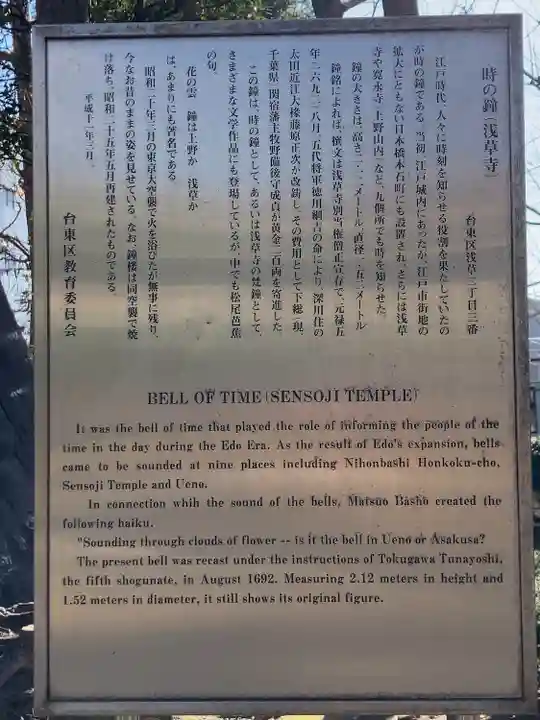 時の鐘(浅草寺)
台東区浅草二丁目三番
江戸時代、人々に時刻を知らせる役割を果たしていたの
が時の鐘である。当初、江戸城内にあったが、江戸市街地の
拡大にともない日本橋本石町にも設置され、さらには浅草
寺や寛永寺(上野山内)など、九個所でも時を知らせた。
鐘の大きさは、高さ二・一二メートル、直径一・五二メートル
鐘銘によれば、撰文は浅草寺別当権僧正宣存で、元禄五
年(一六九二)八月、五代将軍徳川綱吉の命により、深川住の
太田近江大掾藤原正次が改鋳し、その費用として下総(現、
千葉県)関宿藩主牧野備後守成貞が黄金二百両を寄進した
この鐘は、時の鐘として、あるいは浅草寺の梵鐘として、
さまざまな文学作品にも登場しているが、中でも松尾芭蕉
の句、
花の雲 鐘は上野か 浅草か
は、あまりにも著名である
昭和二十年三月の東京大空襲で火を浴びたが無事に残り、
今なお昔のままの姿を見せている。なお、鐘楼は同空襲で焼
け落ち、昭和二十五年五月再建されたものである。
平成十一年三月
台東区教育委員会
BELL OF TIME (SENSOJI TEMPLE)
It was the bell of time that played the role of informing the people of the
time in the day during the Edo Era. As the result of Edo's expansion, bells
came to be sounded at nine places including Nihonbashi Honkoku-cho,
Sensoji Temple and Ueno.
In connection whih the sound of the bells, Matsuo Basho created the
following haiku.
"Sounding through clouds of flower -- is it the bell in Ueno or Asakusa?
The present bell was recast under the instructions of Tokugawa Tunayoshi,
the fifth shogunate, in August 1692. Measuring 2.12 meters in height and
1.52 meters in diameter, it still shows its original figure.